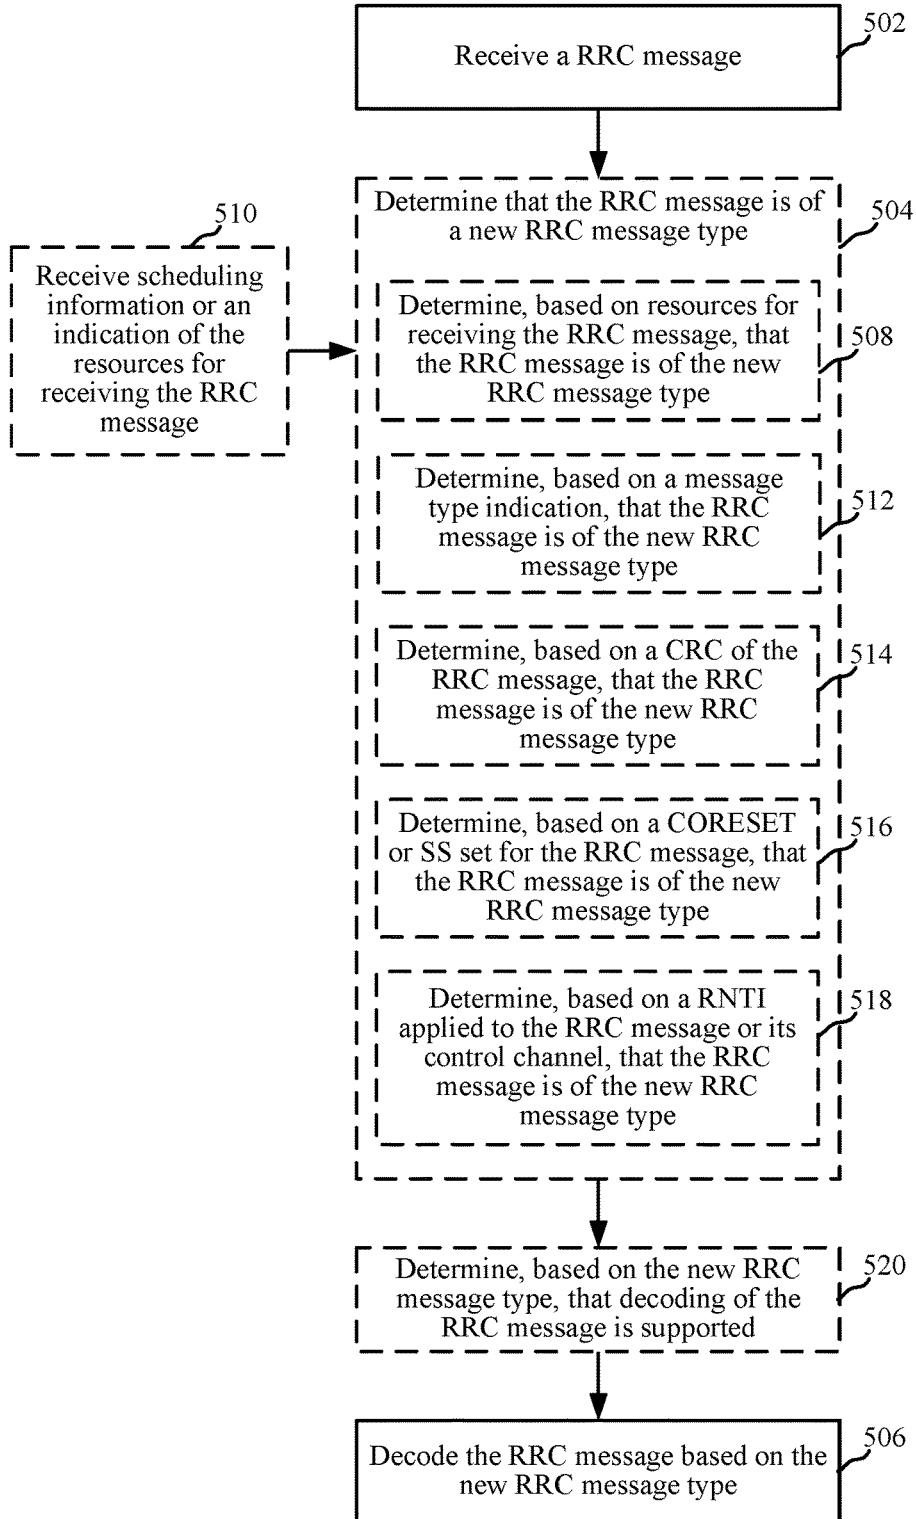 Receive a RRC message
502
Determine that the RRC message is of
a new RRC message type
504
510
Receive scheduling
information or an
indication of the
resources for
receiving the RRC
message
Determine, based on resources for
receiving the RRC message, that
the RRC message is of the new
RRC message type
508
Determine, based on a message
type indication, that the RRC
message is of the new RRC
message type
512
Determine, based on a CRC of the
RRC message, that the RRC
message is of the new RRC
message type
514
Determine, based on a CORESET
or SS set for the RRC message, that
the RRC message is of the new
RRC message type
516
Determine, based on a RNTI
applied to the RRC message or its
control channel, that the RRC
message is of the new RRC
message type
518
Determine, based on the new RRC
message type, that decoding of the
RRC message is supported
520
Decode the RRC message based on the
new RRC message type
506